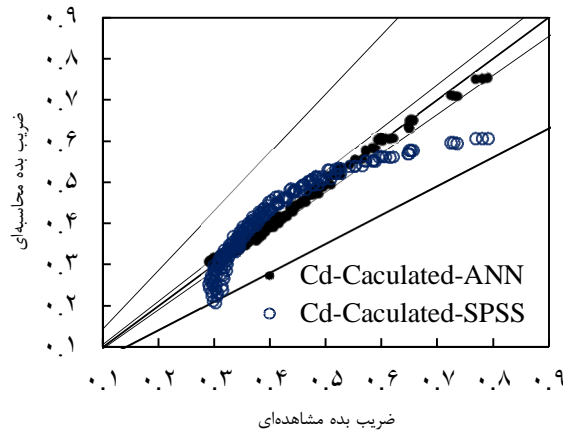 ۰.۹
۰.۸
۰.۷
۰.۶
۰.۵
۰.۴
۰.۳
۰.۲
۰.۱
ضریب بده محاسبه‌ای
Cd-Caculated-ANN
Cd-Caculated-SPSS
۰.۱ ۰.۲ ۰.۳ ۰.۴ ۰.۵ ۰.۶ ۰.۷ ۰.۸ ۰.۹
ضریب بده مشاهده‌ای